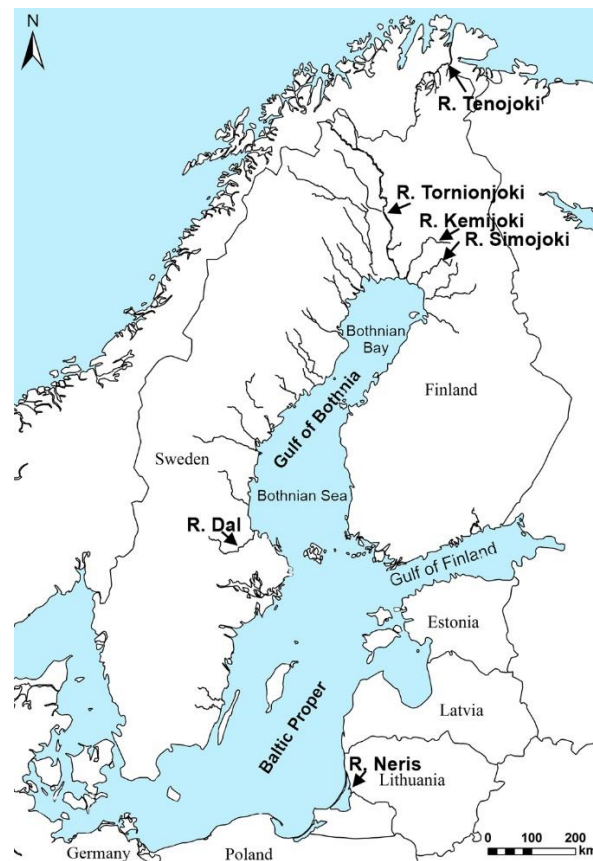 N
R. Tenojoki
R. Tornionjoki
R. Kemijoki
R. Simojoki
Bothnian
Bay
Finland
Gulf of Bothnia
Sweden
Bothnian Sea
R. Dal
Gulf of Finland
Estonia
Baltic Proper
Latvia
R. Neris
Lithuania
0 100 200
km
Germany
Poland